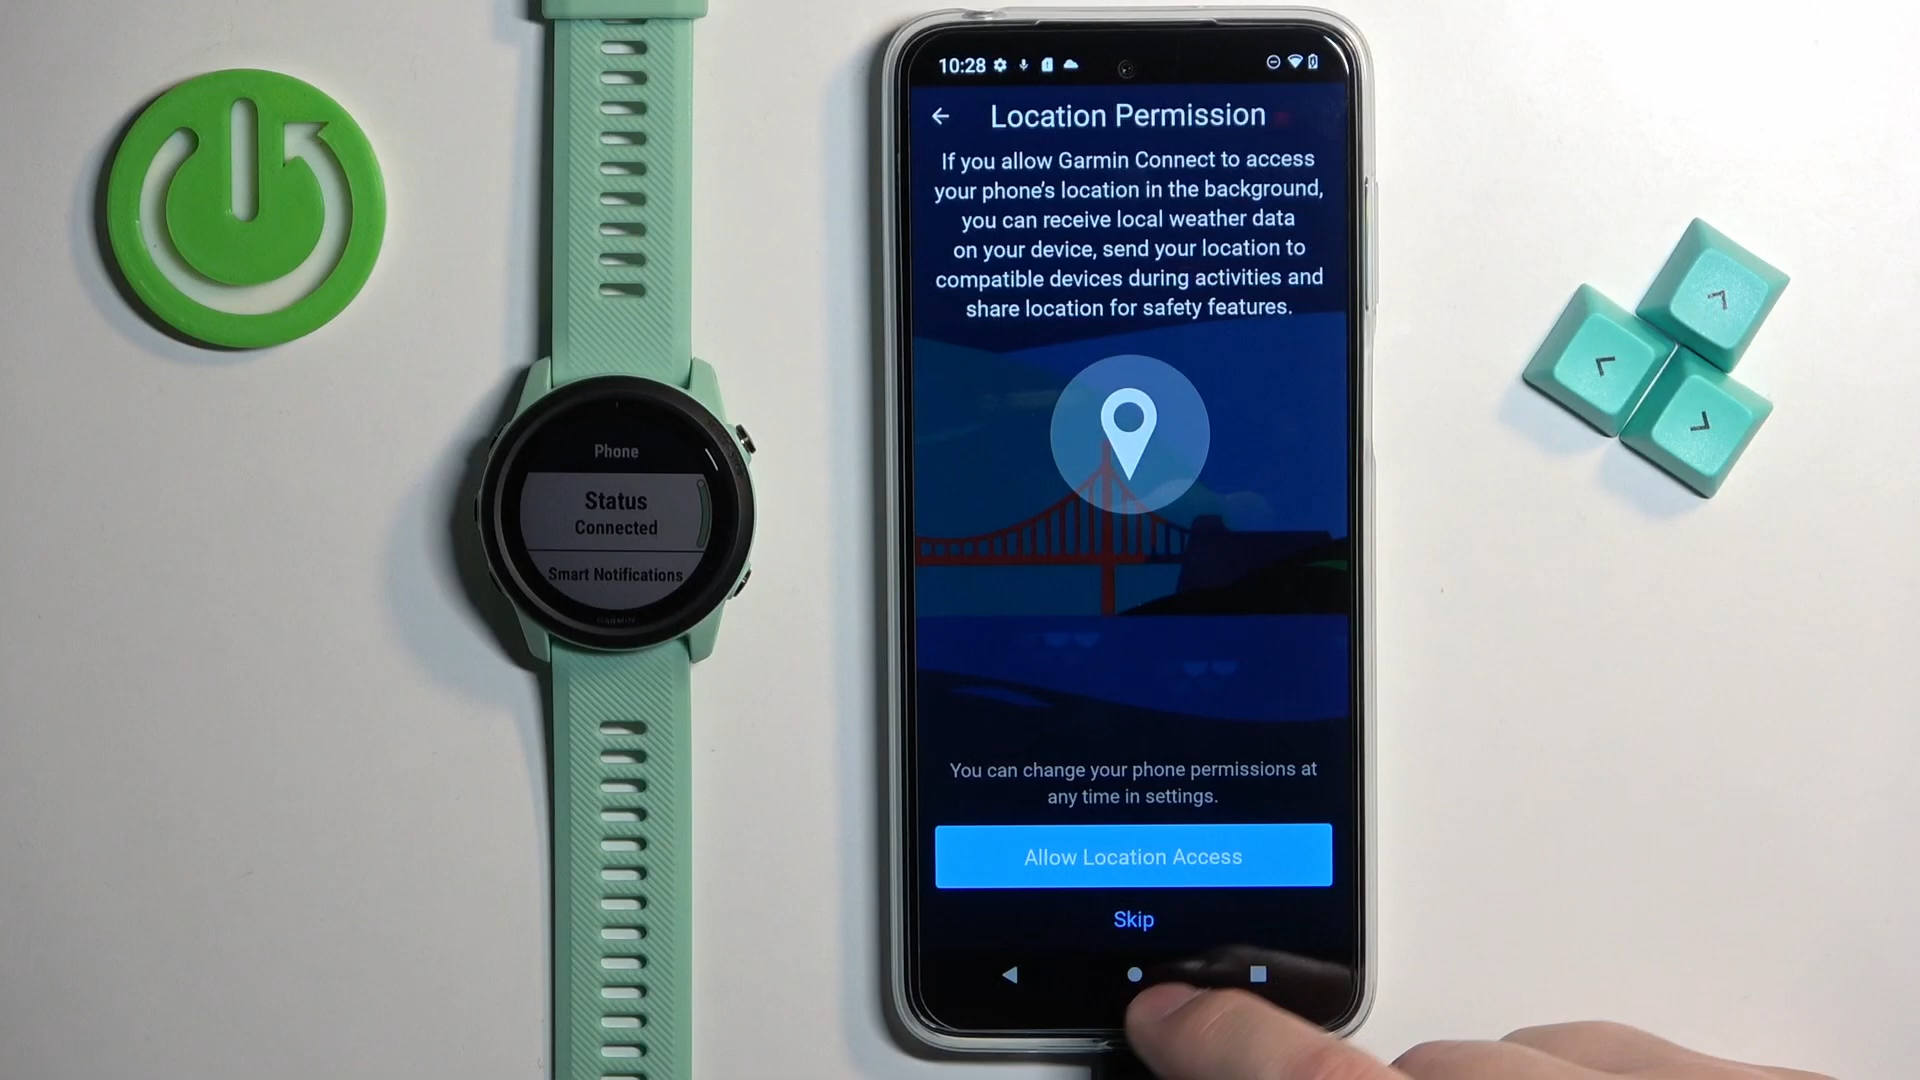 10:28
Location Permission
If you allow Garmin Connect to access
your phone's location in the background,
you can receive local weather data
on your device, send your location to
compatible devices during activities and
share location for safety features.
You can change your phone permissions at
any time in settings.
Allow Location Access
Skip
Phone
Status
Connected
Smart Notifications
GARMIN